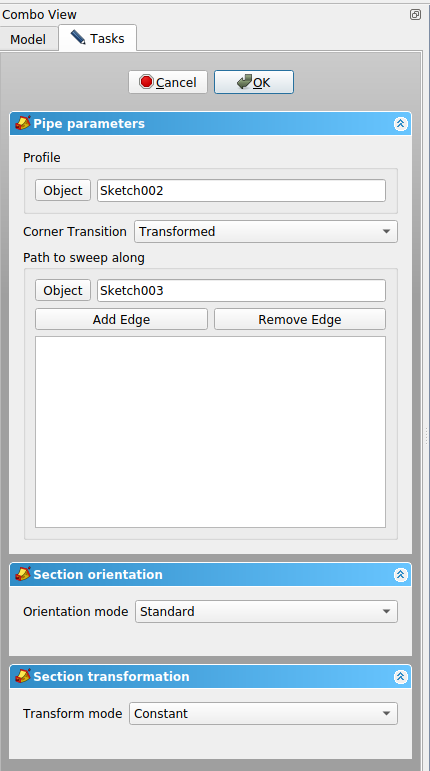 Combo View
Model
Tasks
Cancel
OK
Pipe parameters
Profile
Object
Sketch002
Corner Transition
Transformed
Path to sweep along
Object
Sketch003
Add Edge
Remove Edge
Section orientation
Orientation mode
Standard
Section transformation
Transform mode
Constant